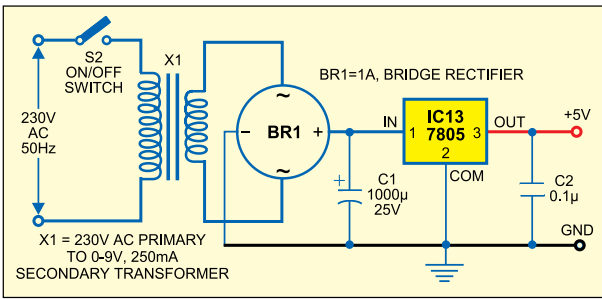 S2
ON/OFF
SWITCH
X1
230V
AC
50Hz
BR1=1A, BRIDGE RECTIFIER
~
− BR1 +
~
IN
IC13
1 7805 3
2
OUT
COM
+5V
+
C1
1000µ
25V
C2
0.1µ
GND
X1 = 230V AC PRIMARY
TO 0-9V, 250mA
SECONDARY TRANSFORMER